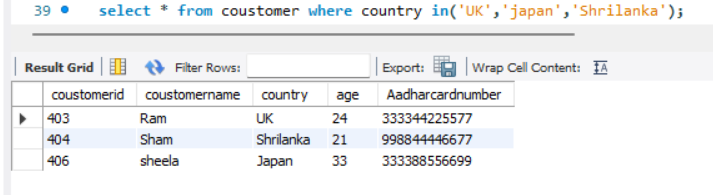 39 select * from coustomer where country in('UK','japan','Shrilanka');
Result Grid Filter Rows: Export: Wrap Cell Content: IA
coustomerid coustomername country age Aadharcardnumber
403 Ram UK 24 333344225577
404 Sham Shrilanka 21 998844446677
406 sheela Japan 33 333388556699